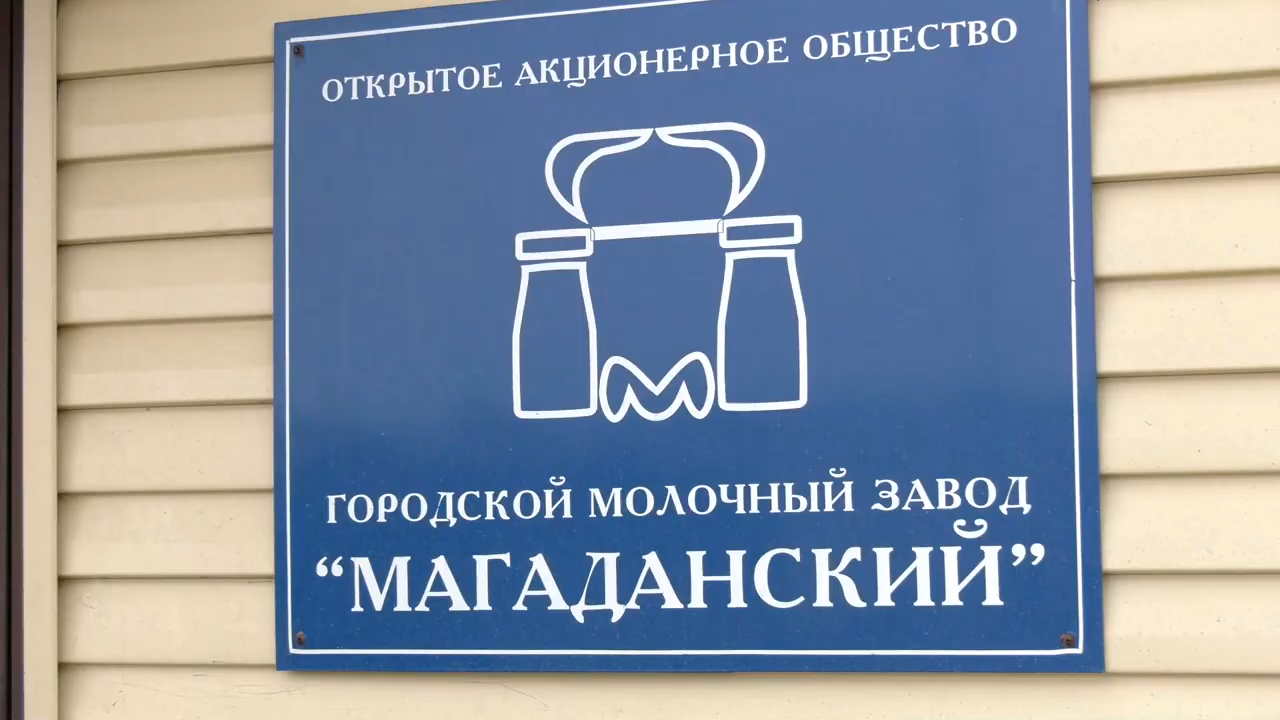 ОТКРЫТОЕ АКЦИОНЕРНОЕ ОБЩЕСТВО
М
ГОРОДСКОЙ МОЛОЧНЫЙ ЗАВОД
“МАГАДАНСКИЙ”